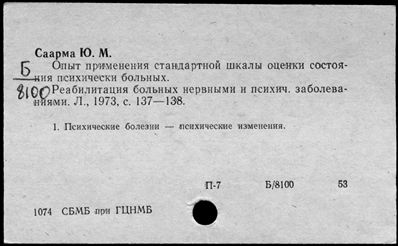 Саарма Ю. М.
Б Опыт применения стандартной шкалы оценки состоя-
ния психически больных.
8100 Реабилитация больных нервными и психич. заболева-
ниями. Л., 1973, с. 137—138.
1. Психические болезни — психические изменения.
П-7 Б/8100 53
1074 СБМБ при ГЦНМБ